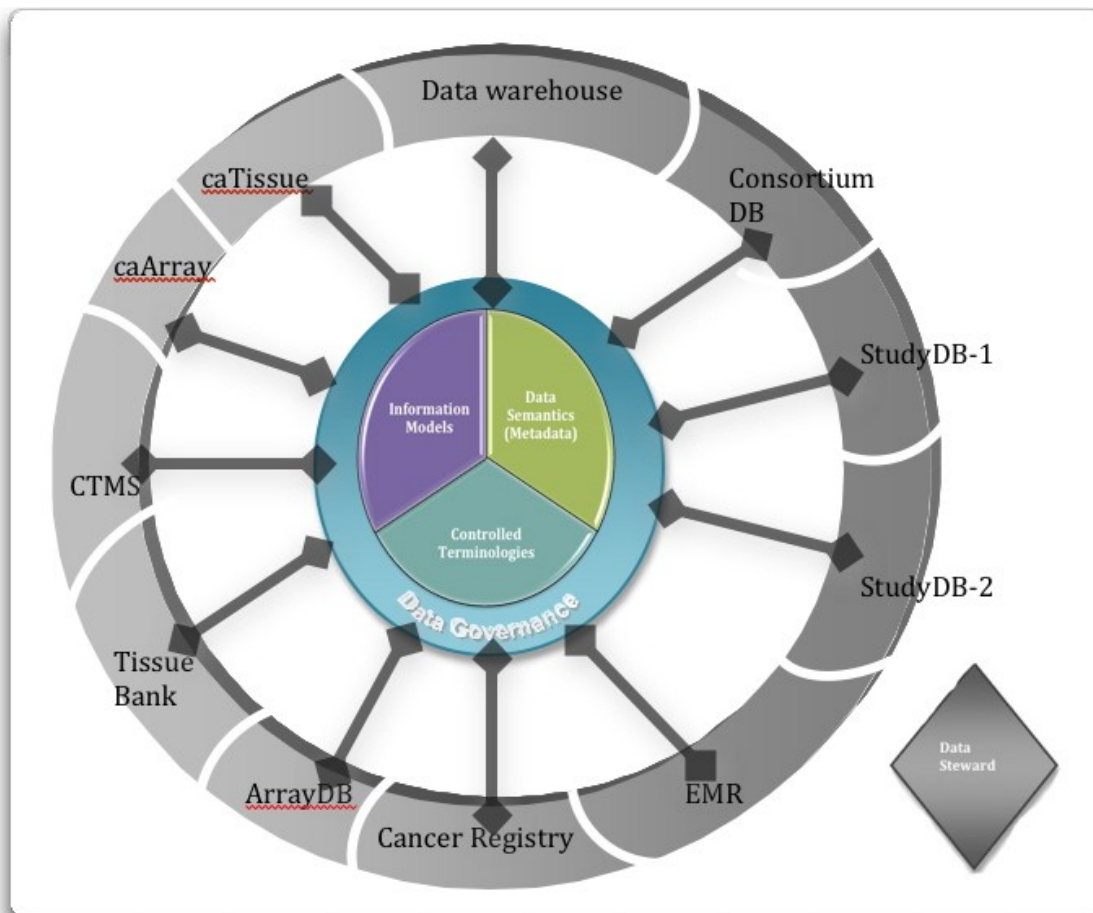 Data warehouse
caTissue
Consortium
DB
caArray
StudyDB-1
Information
Models
Data
Semantics
(Metadata)
CTMS
Controlled
Terminologies
StudyDB-2
Data Governance
Tissue
Bank
Data
Steward
ArrayDB
EMR
Cancer Registry